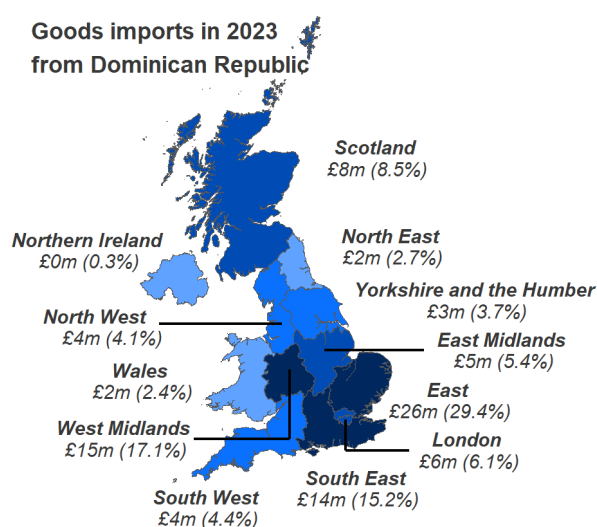 Goods imports in 2023
from Dominican Republic
Scotland
£8m (8.5%)
Northern Ireland
£0m (0.3%)
North East
£2m (2.7%)
Yorkshire and the Humber
£3m (3.7%)
North West
£4m (4.1%)
East Midlands
£5m (5.4%)
Wales
£2m (2.4%)
East
£26m (29.4%)
West Midlands
£15m (17.1%)
London
£6m (6.1%)
South East
£14m (15.2%)
South West
£4m (4.4%)